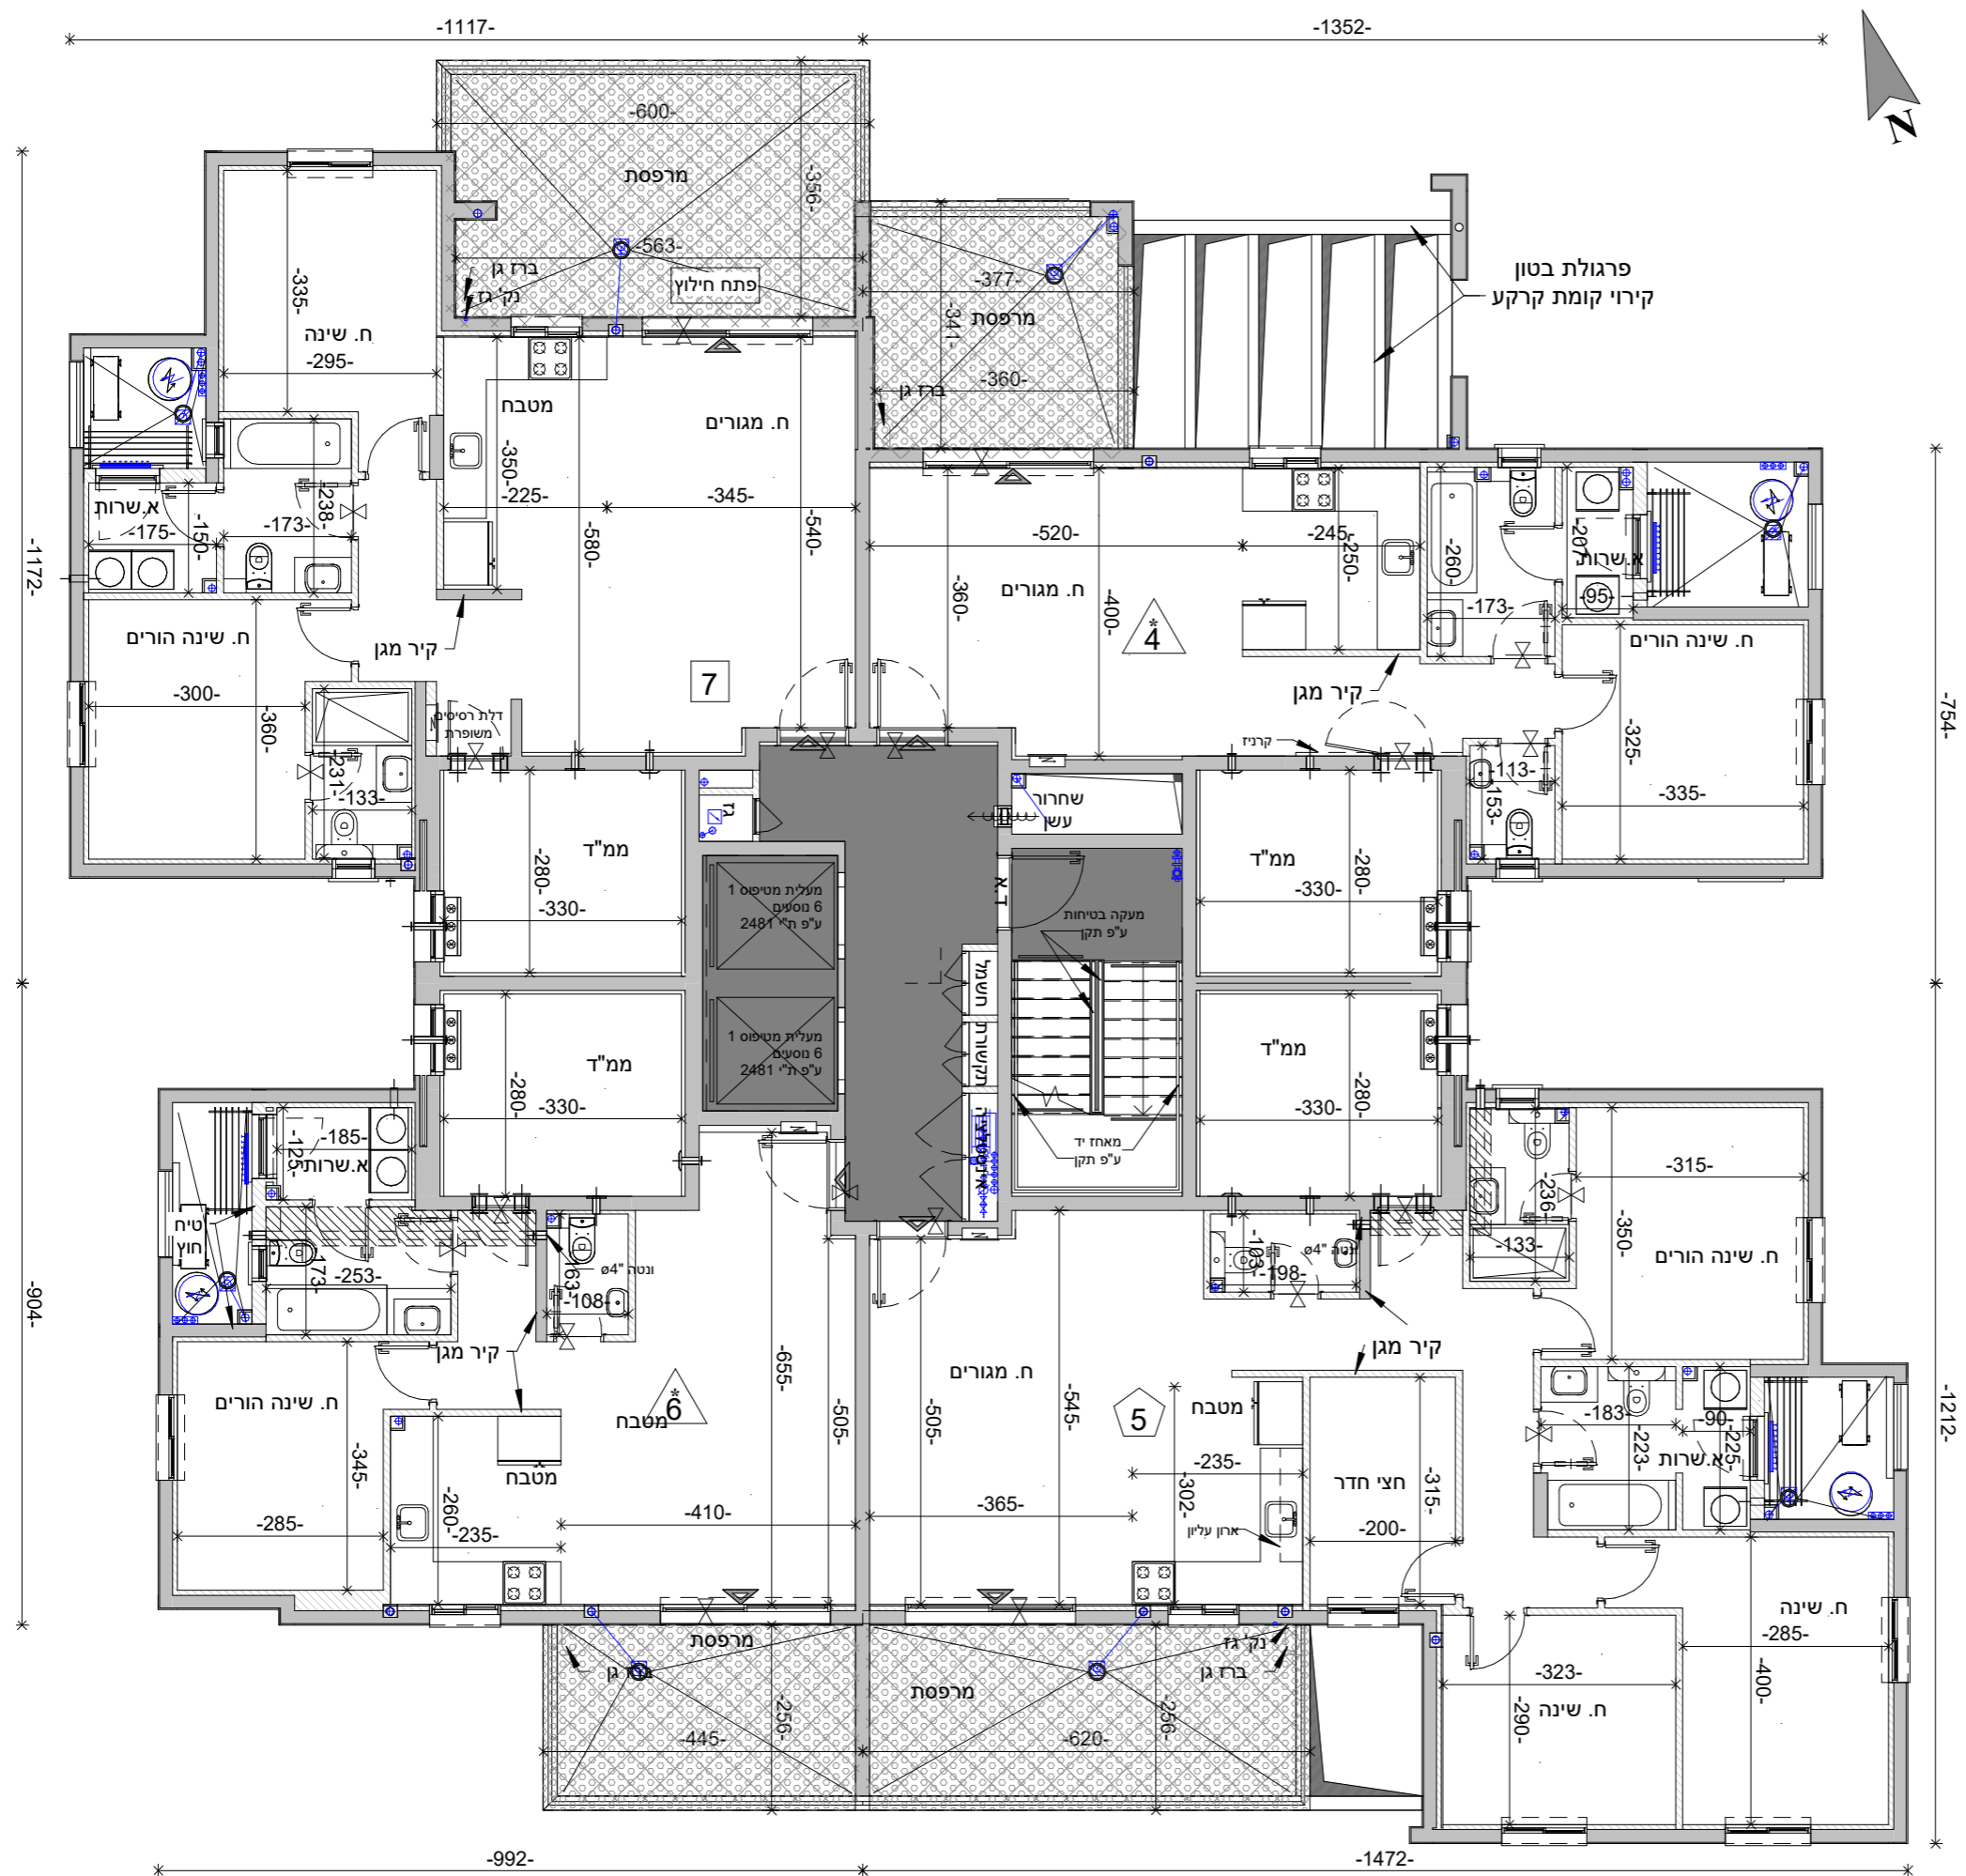 -1117-
-1352-
N
-600-
-356-
מרפסת
-563-
ברז גן
נק' גז
פתח חילוץ
-377-
-341-
מרפסת
-360-
ברז גן
פרגולת בטון
קירוי קומת קרקע
-335-
ח. שינה
-295-
מטבח
ח. מגורים
-350-
-225-
-345-
-580-
-540-
א.שרות
-175-
-150-
-173-
-238-
-1172-
ח. שינה הורים
קיר מגן
-300-
-360-
7
דלת רסיסים
משופרת
-231-
-133-
-520-
-245-
-250-
-360-
ח. מגורים
-400-
4
*
-260-
-173-
-207-
א.שרות
-95-
ח. שינה הורים
קיר מגן
קרניז
-325-
-335-
-113-
-153-
-754-
גז
שחרור
עשן
ממ"ד
-280-
-330-
ממ"ד
-280-
-330-
מעלית מטיפוס 1
6 נוסעים
ע"פ ת"י 2481
ד.א
מעקה בטיחות
ע"פ תקן
חשמל
תקשורת
מעלית מטיפוס 1
6 נוסעים
ע"פ ת"י 2481
ממ"ד
-280-
-330-
ממ"ד
-280-
-330-
מאחז יד
ע"פ תקן
-185-
-125-
א.שרות
טיח
חוץ
-173-
-253-
ונטה "4ø
-163-
-108-
קיר מגן
-904-
ח. שינה הורים
-345-
-285-
6
*
מטבח
מטבח
-260-
-235-
-410-
-655-
-505-
ונטה "4ø
-103-
-198-
קיר מגן
-236-
-133-
-315-
-350-
ח. שינה הורים
ח. מגורים
-505-
-545-
5
מטבח
-235-
-302-
-365-
ארון עליון
חצי חדר
-315-
-200-
-183-
-223-
-90-
-225-
א.שרות
-1212-
ח. שינה
-285-
-400-
-323-
ח. שינה
-290-
מרפסת
ברז גן
-256-
-445-
מרפסת
נק' גז
ברז גן
-256-
-620-
-992-
-1472-